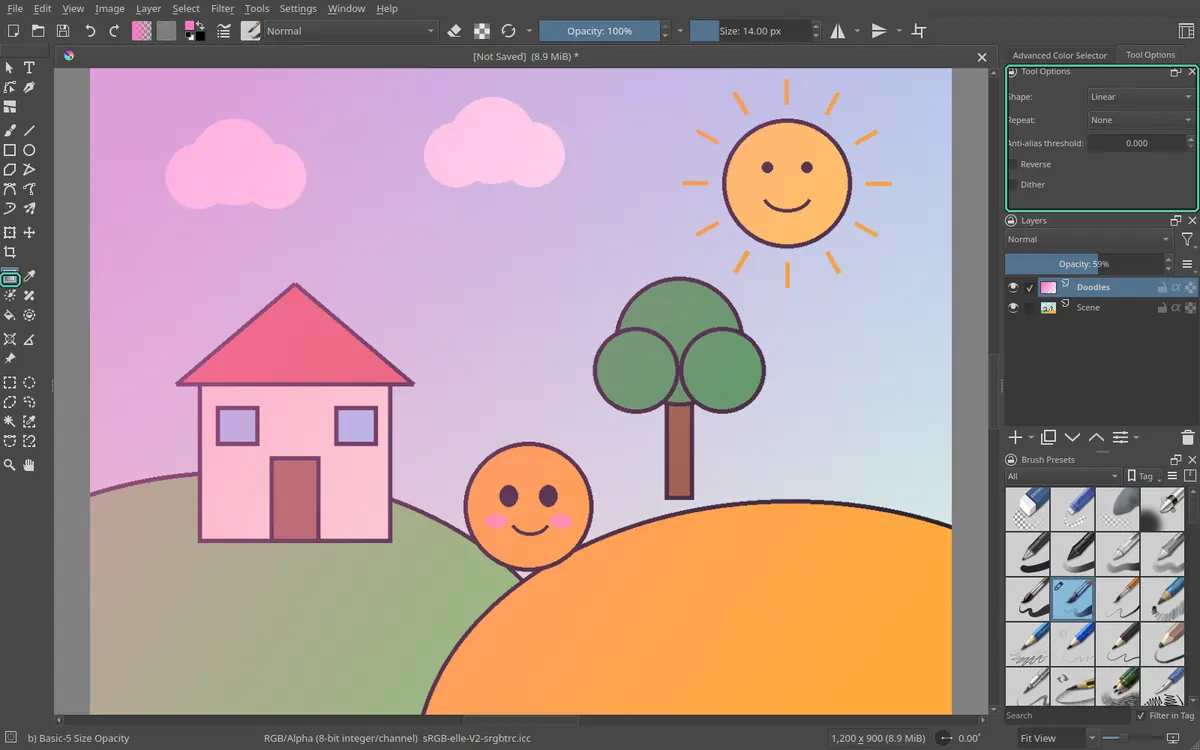 File Edit View Image Layer Select Filter Tools Settings Window Help
Normal Opacity: 100% Size: 14.00 px
[Not Saved] (8.9 MiB) *
Advanced Color Selector Tool Options
Tool Options
Shape: Linear
Repeat: None
Anti-alias threshold: 0.000
Reverse
Dither
Layers
Normal
Opacity: 59%
Doodles
Scene
Brush Presets
All Tag
Search Filter in Tag
b) Basic-5 Size Opacity RGB/Alpha (8-bit integer/channel) sRGB-elle-V2-srgbtrc.icc 1,200 x 900 (8.9 MiB) 0.00° Fit View